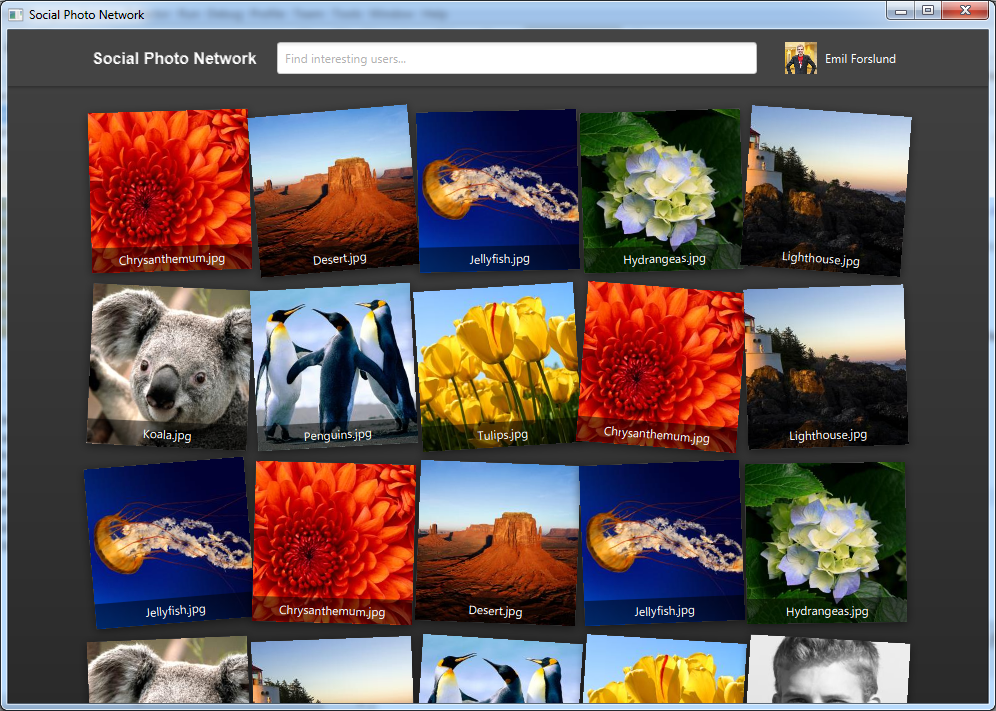 Social Photo Network
Social Photo Network
Find interesting users...
Emil Forslund
Chrysanthemum.jpg
Desert.jpg
Jellyfish.jpg
Hydrangeas.jpg
Lighthouse.jpg
Koala.jpg
Penguins.jpg
Tulips.jpg
Chrysanthemum.jpg
Lighthouse.jpg
Jellyfish.jpg
Chrysanthemum.jpg
Desert.jpg
Jellyfish.jpg
Hydrangeas.jpg